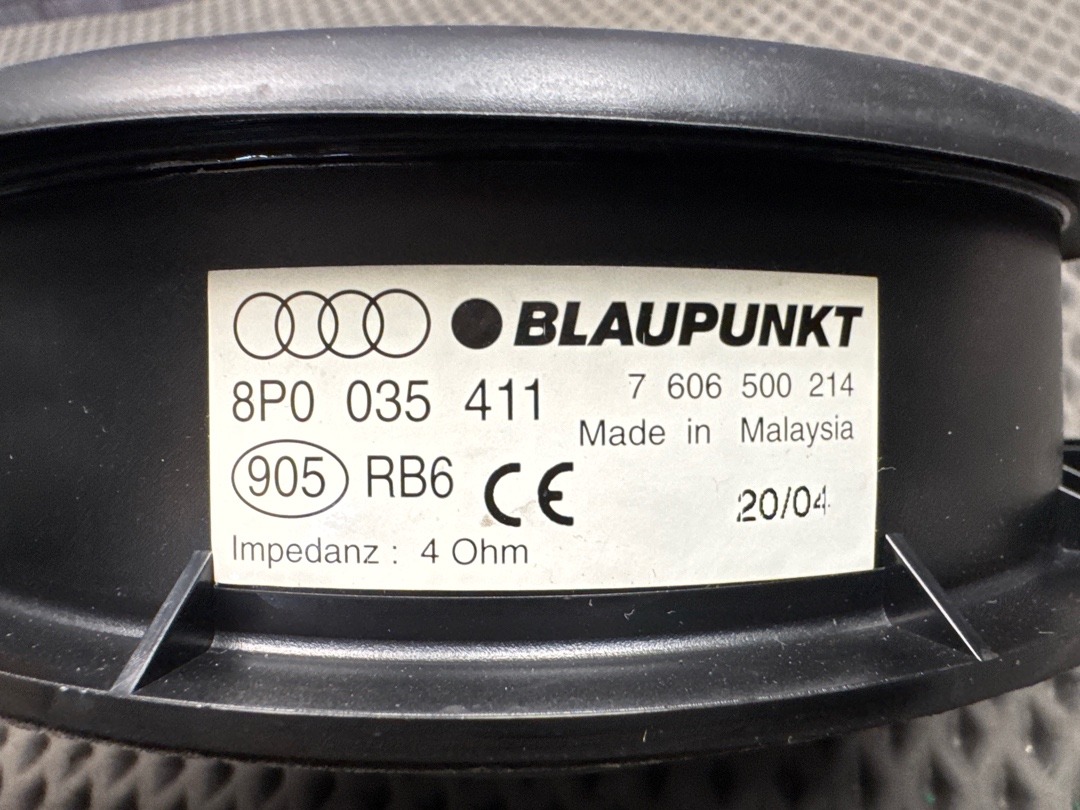 BLAUPUNKT
8P0 035 411
7 606 500 214
Made in Malaysia
905 RB6
CE
20/04
Impedanz : 4 Ohm